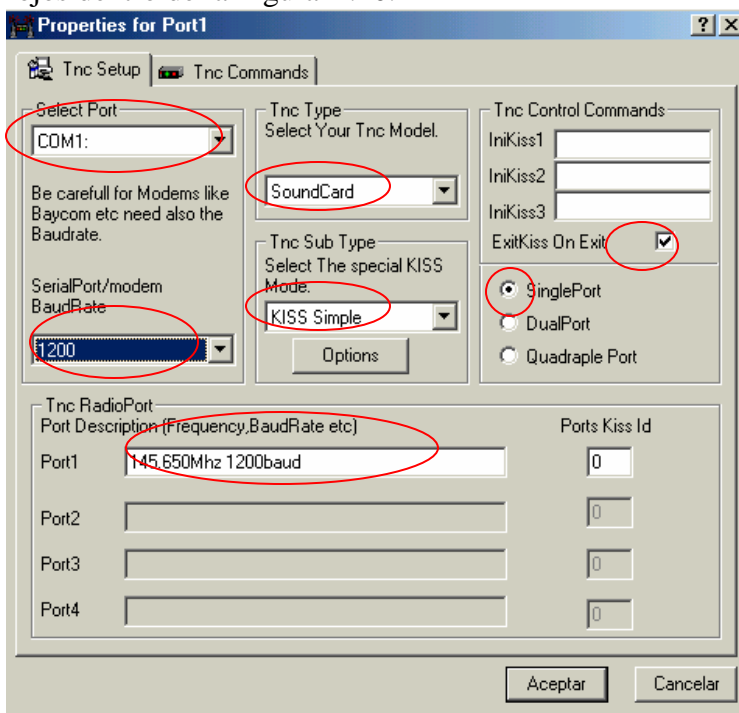 Properties for Port1
Tnc Setup
Tnc Commands
Select Port
COM1:
Be carefull for Modems like
Baycom etc need also the
Baudrate.
SerialPort/modem
BaudRate
1200
Tnc Type
Select Your Tnc Model.
SoundCard
Tnc Sub Type
Select The special KISS
Mode.
KISS Simple
Options
Tnc Control Commands
IniKiss1
IniKiss2
IniKiss3
ExitKiss On Exit
SinglePort
DualPort
Quadraple Port
Tnc RadioPort
Port Description (Frequency,BaudRate etc)
Ports Kiss Id
Port1
145,650Mhz 1200baud
0
Port2
0
Port3
0
Port4
0
Aceptar
Cancelar